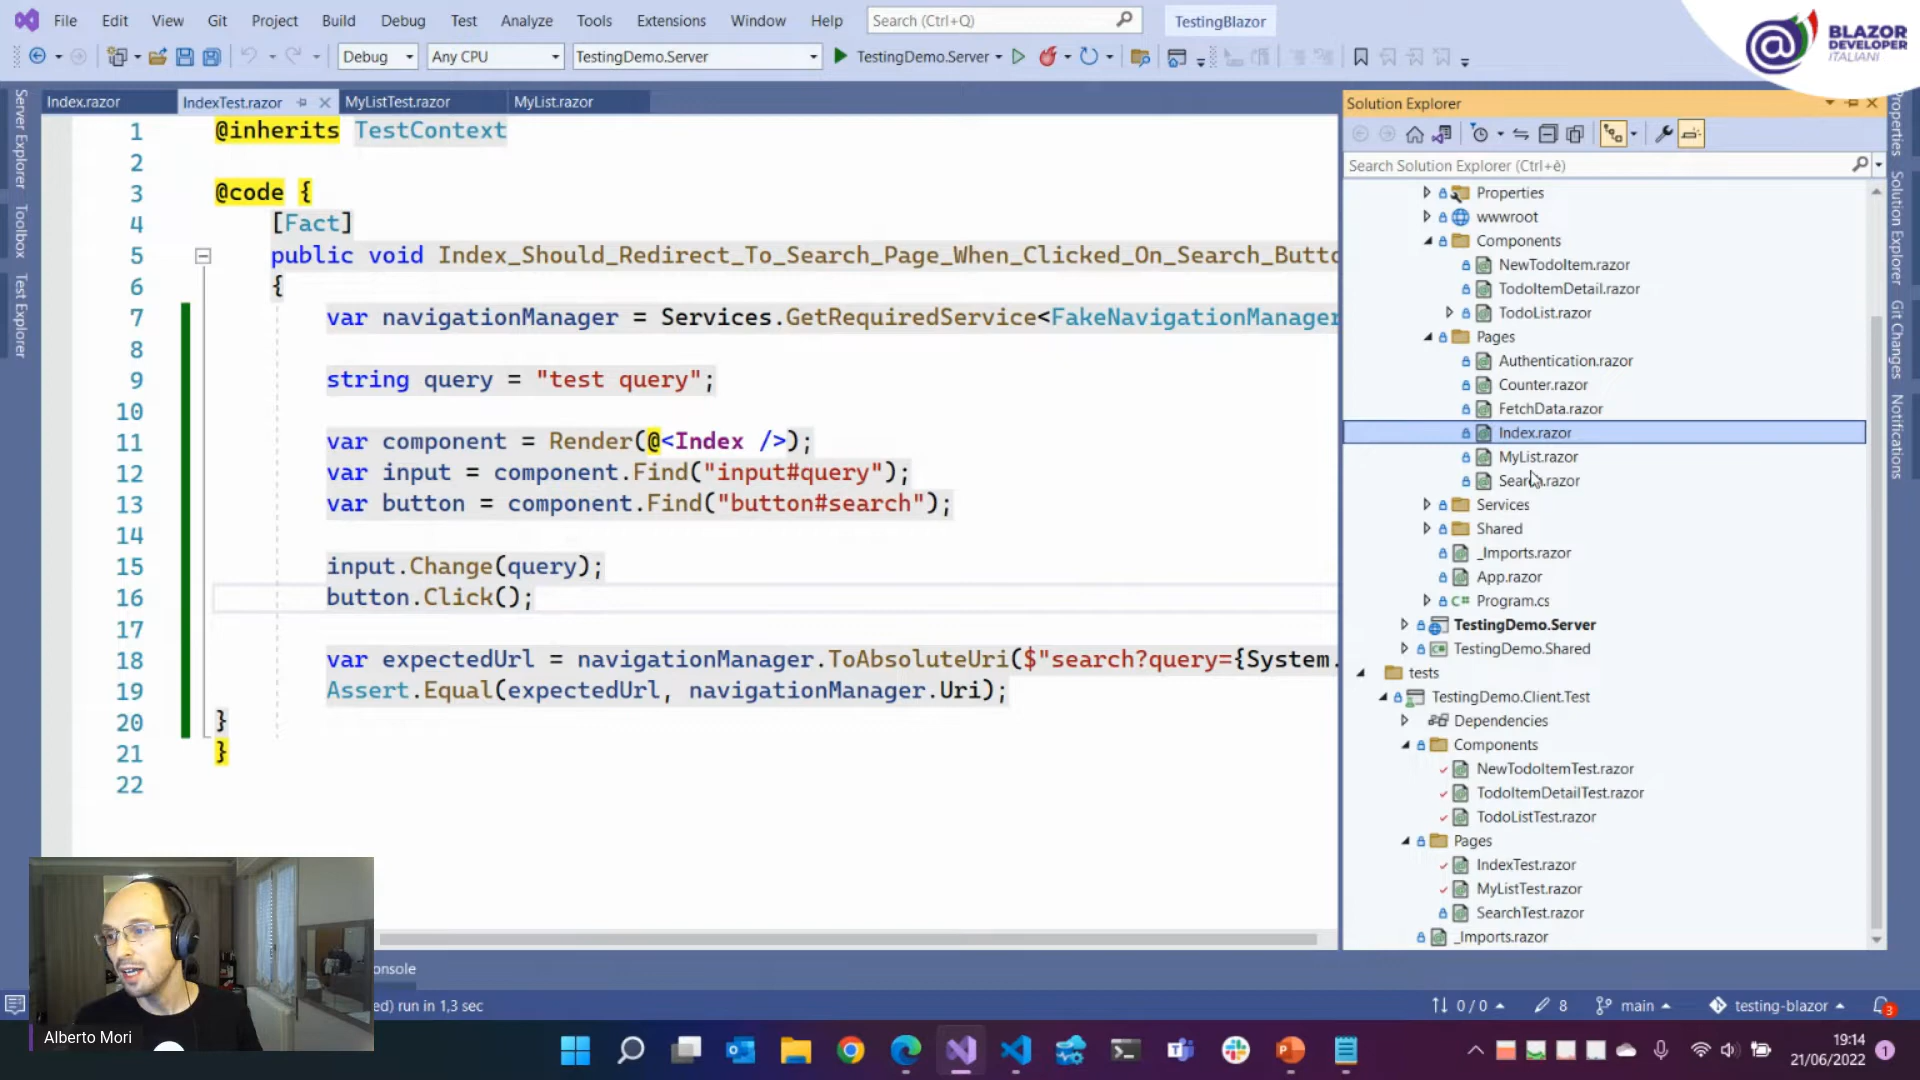 File Edit View Git Project Build Debug Test Analyze Tools Extensions Window Help Search (Ctrl+Q) TestingBlazor
BLAZOR
DEVELOPER
ITALIANI
Debug Any CPU TestingDemo.Server TestingDemo.Server
Index.razor IndexTest.razor MyListTest.razor MyList.razor
Server Explorer
Toolbox
Test Explorer
1 @inherits TestContext
2
3 @code {
4 [Fact]
5 public void Index_Should_Redirect_To_Search_Page_When_Clicked_On_Search_Butto
6 {
7 var navigationManager = Services.GetRequiredService<FakeNavigationManager
8
9 string query = "test query";
10
11 var component = Render(@<Index />);
12 var input = component.Find("input#query");
13 var button = component.Find("button#search");
14
15 input.Change(query);
16 button.Click();
17
18 var expectedUrl = navigationManager.ToAbsoluteUri($"search?query={System.
19 Assert.Equal(expectedUrl, navigationManager.Uri);
20 }
21 }
22
Solution Explorer
Search Solution Explorer (Ctrl+è)
Properties
wwwroot
Components
NewTodoItem.razor
TodoItemDetail.razor
TodoList.razor
Pages
Authentication.razor
Counter.razor
FetchData.razor
Index.razor
MyList.razor
Search.razor
Services
Shared
_Imports.razor
App.razor
Program.cs
TestingDemo.Server
TestingDemo.Shared
tests
TestingDemo.Client.Test
Dependencies
Components
NewTodoItemTest.razor
TodoItemDetailTest.razor
TodoListTest.razor
Pages
IndexTest.razor
MyListTest.razor
SearchTest.razor
_Imports.razor
Properties
Solution Explorer
Git Changes
Notifications
onsole
ed) run in 1,3 sec
0 / 0 8 main testing-blazor 3
Alberto Mori
19:14
21/06/2022 1